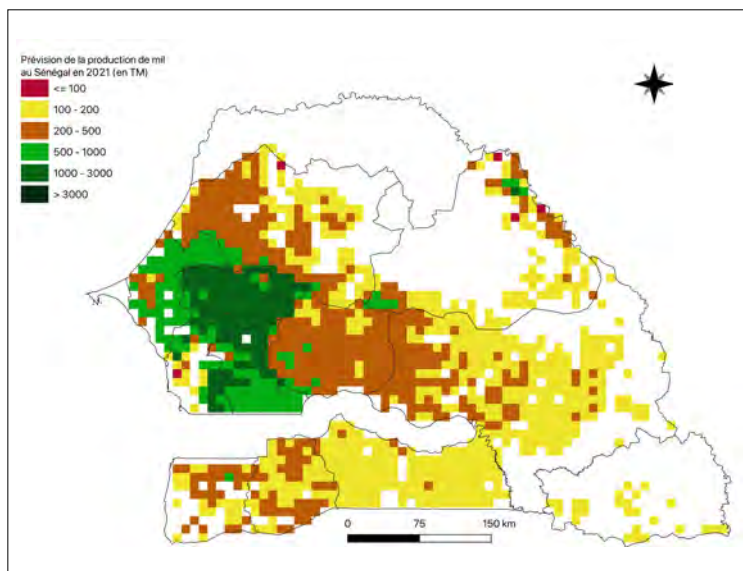 Prévision de la production de mil
au Sénégal en 2021 (en TM)
<= 100
100 - 200
200 - 500
500 - 1000
1000 - 3000
> 3000
0 75 150 km